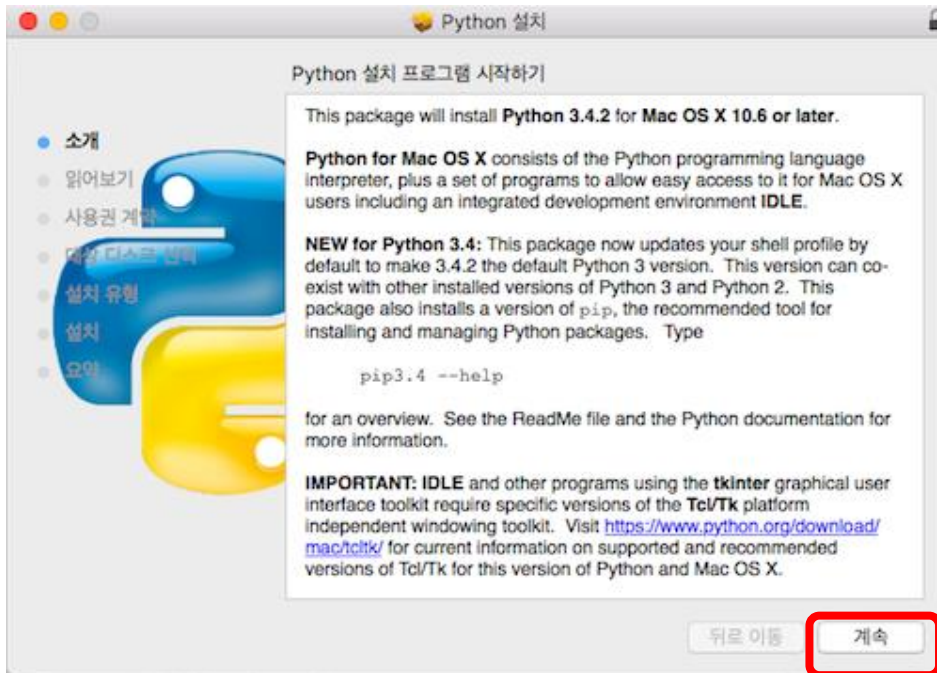 Python 설치
Python 설치 프로그램 시작하기
소개
읽어보기
사용권 계약
대상 디스크 선택
설치 유형
설치
요약
This package will install Python 3.4.2 for Mac OS X 10.6 or later.
Python for Mac OS X consists of the Python programming language
interpreter, plus a set of programs to allow easy access to it for Mac OS X
users including an integrated development environment IDLE.
NEW for Python 3.4: This package now updates your shell profile by
default to make 3.4.2 the default Python 3 version. This version can co-
exist with other installed versions of Python 3 and Python 2. This
package also installs a version of pip, the recommended tool for
installing and managing Python packages. Type
pip3.4 --help
for an overview. See the ReadMe file and the Python documentation for
more information.
IMPORTANT: IDLE and other programs using the tkinter graphical user
interface toolkit require specific versions of the Tcl/Tk platform
independent windowing toolkit. Visit https://www.python.org/download/
mac/tcltk/ for current information on supported and recommended
versions of Tcl/Tk for this version of Python and Mac OS X.
뒤로 이동
계속